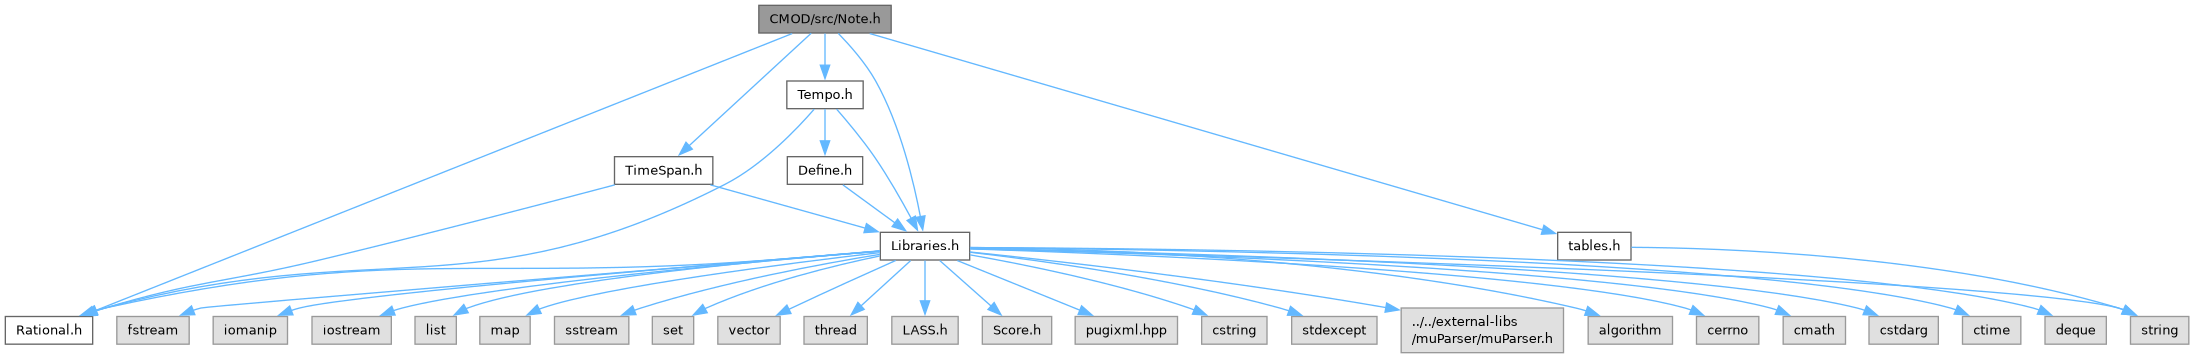 CMOD/src/Note.h
Tempo.h
TimeSpan.h
Define.h
Libraries.h
tables.h
Rational.h
fstream
iomanip
iostream
list
map
sstream
set
vector
thread
LASS.h
Score.h
pugixml.hpp
cstring
stdexcept
../../external-libs
/muParser/muParser.h
algorithm
cerrno
cmath
cstdarg
ctime
deque
string